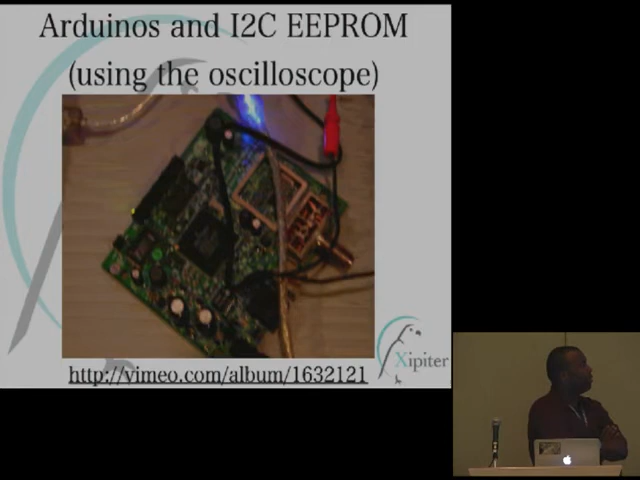 Arduinos and I2C EEPROM
(using the oscilloscope)
http://vimeo.com/album/1632121
Xipiter